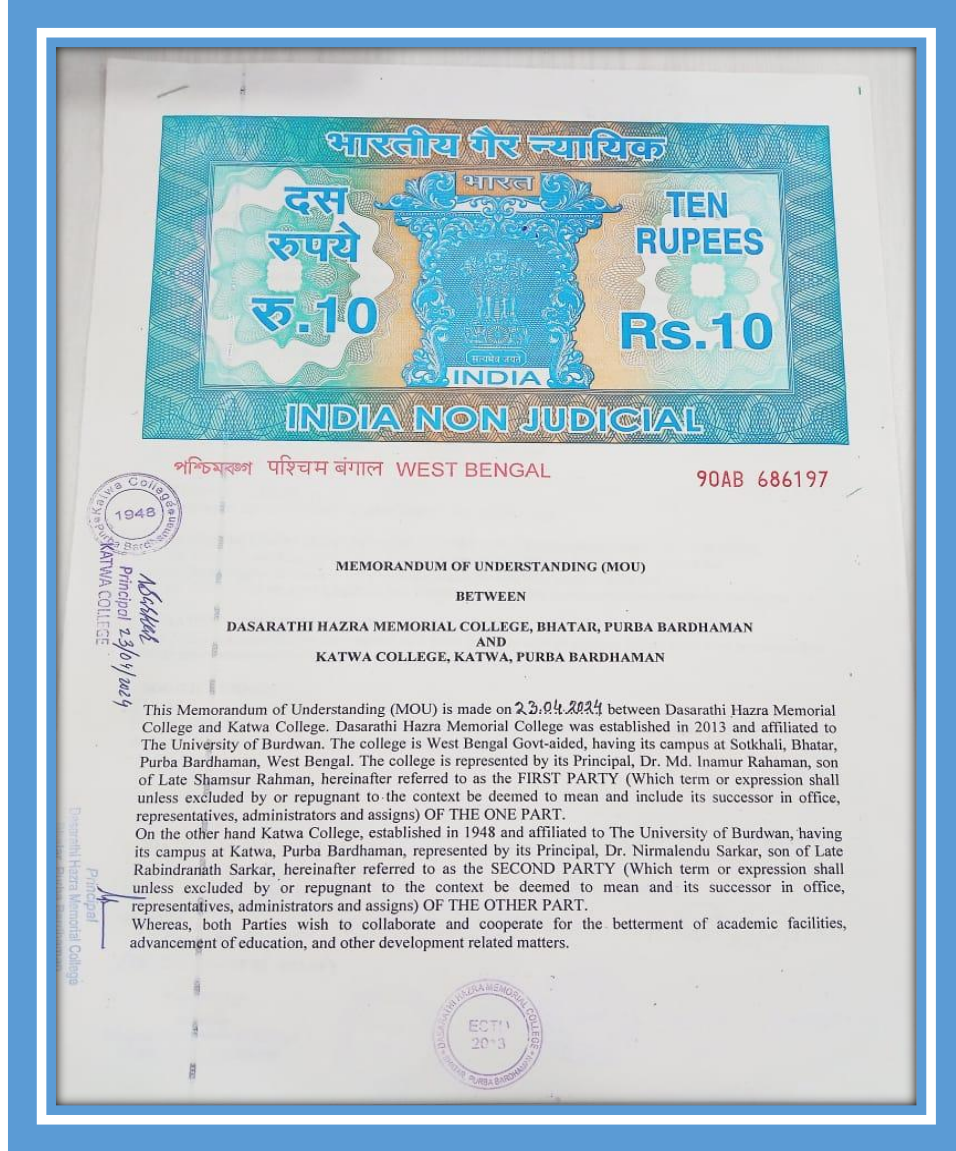 1
भारतीय गैर न्यायिक
भारत
दस
रुपये
रु.10
TEN
RUPEES
Rs.10
सत्यमेव जयते
INDIA
INDIA NON JUDICIAL
পশ্চিমবঙ্গ पश्चिम बंगाल WEST BENGAL
90AB 686197
Katwa College
1948
Katwa Purba Bardhaman
NSarkar
Principal 23/04/2024
KATWA COLLEGE
MEMORANDUM OF UNDERSTANDING (MOU)
BETWEEN
DASARATHI HAZRA MEMORIAL COLLEGE, BHATAR, PURBA BARDHAMAN
AND
KATWA COLLEGE, KATWA, PURBA BARDHAMAN
This Memorandum of Understanding (MOU) is made on 23.04.2024 between Dasarathi Hazra Memorial
College and Katwa College. Dasarathi Hazra Memorial College was established in 2013 and affiliated to
The University of Burdwan. The college is West Bengal Govt-aided, having its campus at Sotkhali, Bhatar,
Purba Bardhaman, West Bengal. The college is represented by its Principal, Dr. Md. Inamur Rahaman, son
of Late Shamsur Rahman, hereinafter referred to as the FIRST PARTY (Which term or expression shall
unless excluded by or repugnant to the context be deemed to mean and include its successor in office,
representatives, administrators and assigns) OF THE ONE PART.
On the other hand Katwa College, established in 1948 and affiliated to The University of Burdwan, having
its campus at Katwa, Purba Bardhaman, represented by its Principal, Dr. Nirmalendu Sarkar, son of Late
Rabindranath Sarkar, hereinafter referred to as the SECOND PARTY (Which term or expression shall
unless excluded by or repugnant to the context be deemed to mean and its successor in office,
representatives, administrators and assigns) OF THE OTHER PART.
Whereas, both Parties wish to collaborate and cooperate for the betterment of academic facilities,
advancement of education, and other development related matters.
Principal
Dasarathi Hazra Memorial College
Bhatar, Purba Bardhaman
DASARATHI HAZRA MEMORIAL COLLEGE
ESTD
2013
BHATAR, PURBA BARDHAMAN